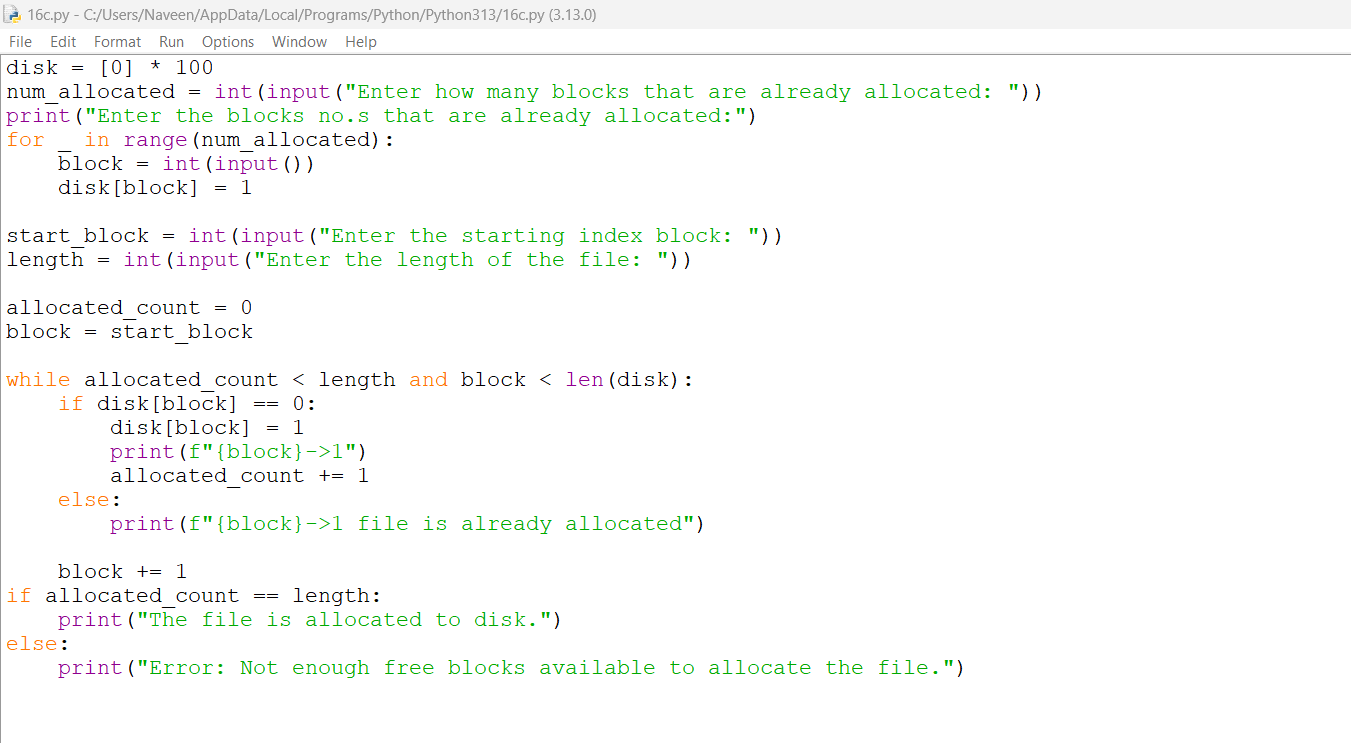 16c.py - C:/Users/Naveen/AppData/Local/Programs/Python/Python313/16c.py (3.13.0)
File Edit Format Run Options Window Help
disk = [0] * 100
num_allocated = int(input("Enter how many blocks that are already allocated: "))
print("Enter the blocks no.s that are already allocated:")
for _ in range(num_allocated):
    block = int(input())
    disk[block] = 1

start_block = int(input("Enter the starting index block: "))
length = int(input("Enter the length of the file: "))

allocated_count = 0
block = start_block

while allocated_count < length and block < len(disk):
    if disk[block] == 0:
        disk[block] = 1
        print(f"{block}->1")
        allocated_count += 1
    else:
        print(f"{block}->1 file is already allocated")

    block += 1
if allocated_count == length:
    print("The file is allocated to disk.")
else:
    print("Error: Not enough free blocks available to allocate the file.")